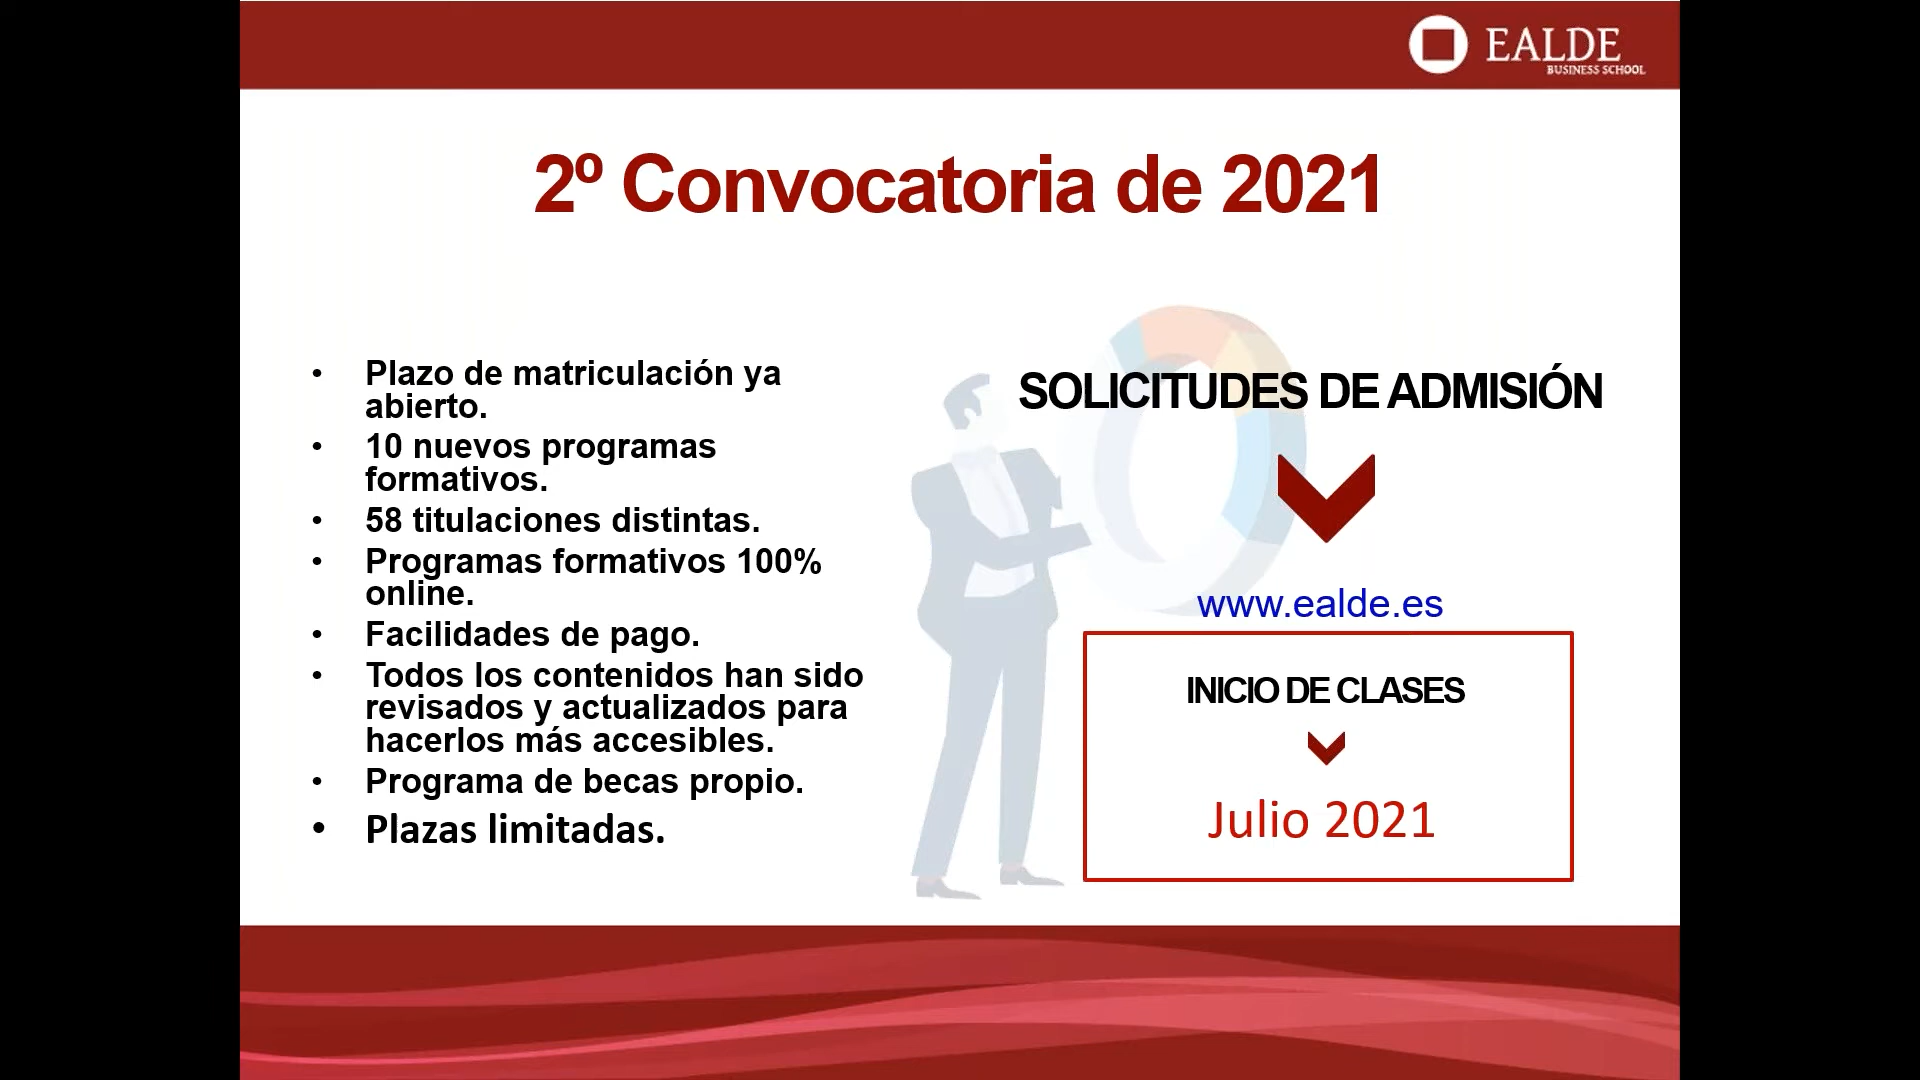 EALDE
BUSINESS SCHOOL
2º Convocatoria de 2021
• Plazo de matriculación ya
abierto.
• 10 nuevos programas
formativos.
• 58 titulaciones distintas.
• Programas formativos 100%
online.
• Facilidades de pago.
• Todos los contenidos han sido
revisados y actualizados para
hacerlos más accesibles.
• Programa de becas propio.
• Plazas limitadas.
SOLICITUDES DE ADMISIÓN
www.ealde.es
INICIO DE CLASES
Julio 2021